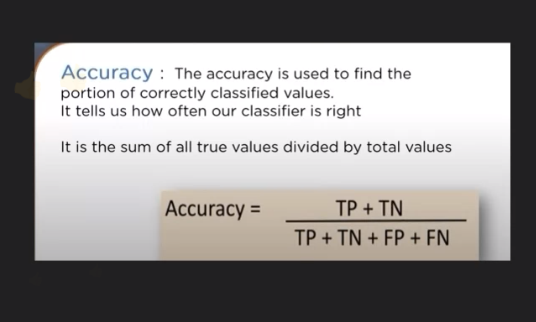 Accuracy : The accuracy is used to find the
portion of correctly classified values.
It tells us how often our classifier is right
It is the sum of all true values divided by total values
Accuracy = TP + TN
TP + TN + FP + FN